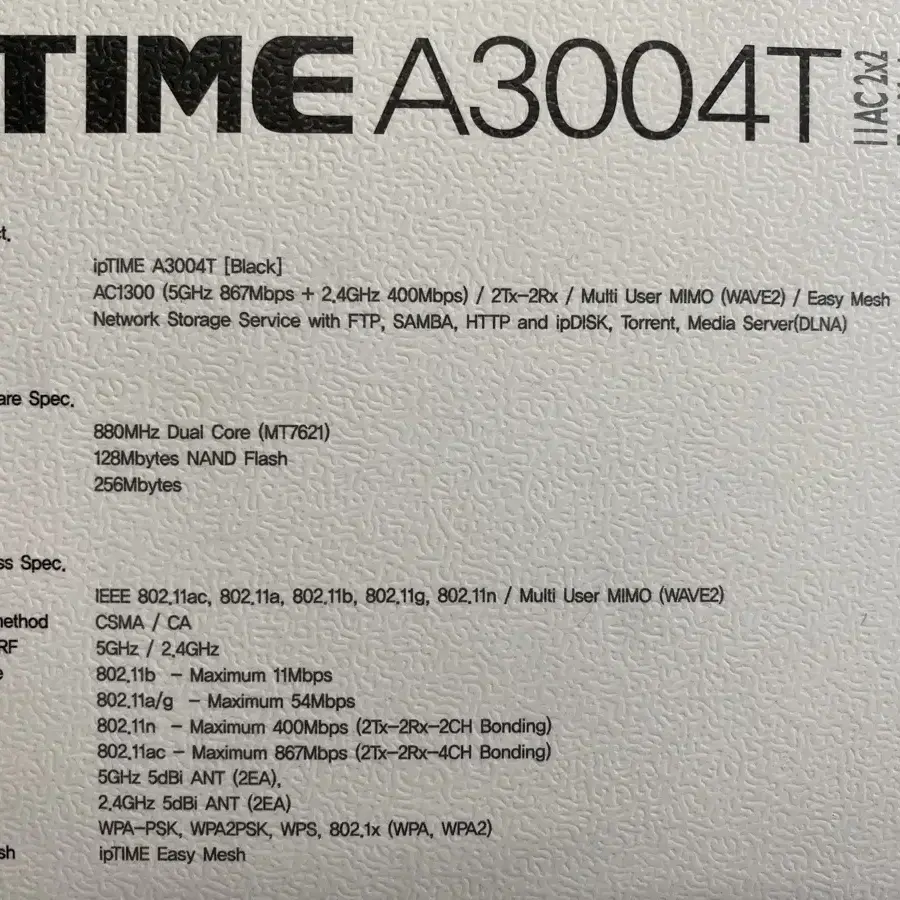 TIME A3004T
11AC 2x2
ct.
ipTIME A3004T [Black]
AC1300 (5GHz 867Mbps + 2.4GHz 400Mbps) / 2Tx-2Rx / Multi User MIMO (WAVE2) / Easy Mesh
Network Storage Service with FTP, SAMBA, HTTP and ipDISK, Torrent, Media Server(DLNA)
are Spec.
880MHz Dual Core (MT7621)
128Mbytes NAND Flash
256Mbytes
ss Spec.
IEEE 802.11ac, 802.11a, 802.11b, 802.11g, 802.11n / Multi User MIMO (WAVE2)
method CSMA / CA
RF 5GHz / 2.4GHz
e 802.11b - Maximum 11Mbps
802.11a/g - Maximum 54Mbps
802.11n - Maximum 400Mbps (2Tx-2Rx-2CH Bonding)
802.11ac - Maximum 867Mbps (2Tx-2Rx-4CH Bonding)
5GHz 5dBi ANT (2EA),
2.4GHz 5dBi ANT (2EA)
WPA-PSK, WPA2PSK, WPS, 802.1x (WPA, WPA2)
sh ipTIME Easy Mesh